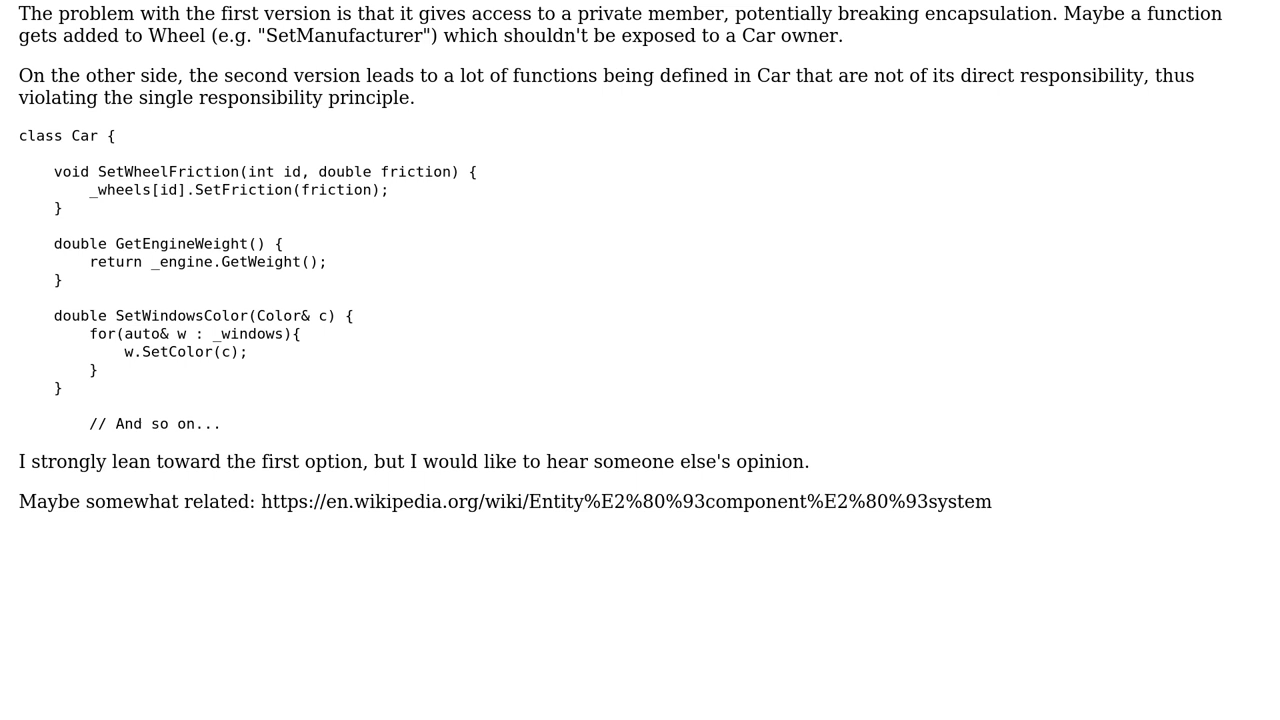 The problem with the first version is that it gives access to a private member, potentially breaking encapsulation. Maybe a function
gets added to Wheel (e.g. "SetManufacturer") which shouldn't be exposed to a Car owner.
On the other side, the second version leads to a lot of functions being defined in Car that are not of its direct responsibility, thus
violating the single responsibility principle.
class Car {
    void SetWheelFriction(int id, double friction) {
        _wheels[id].SetFriction(friction);
    }
    double GetEngineWeight() {
        return _engine.GetWeight();
    }
    double SetWindowsColor(Color& c) {
        for(auto& w : _windows){
            w.SetColor(c);
        }
    }
        // And so on...
I strongly lean toward the first option, but I would like to hear someone else's opinion.
Maybe somewhat related: https://en.wikipedia.org/wiki/Entity%E2%80%93component%E2%80%93system